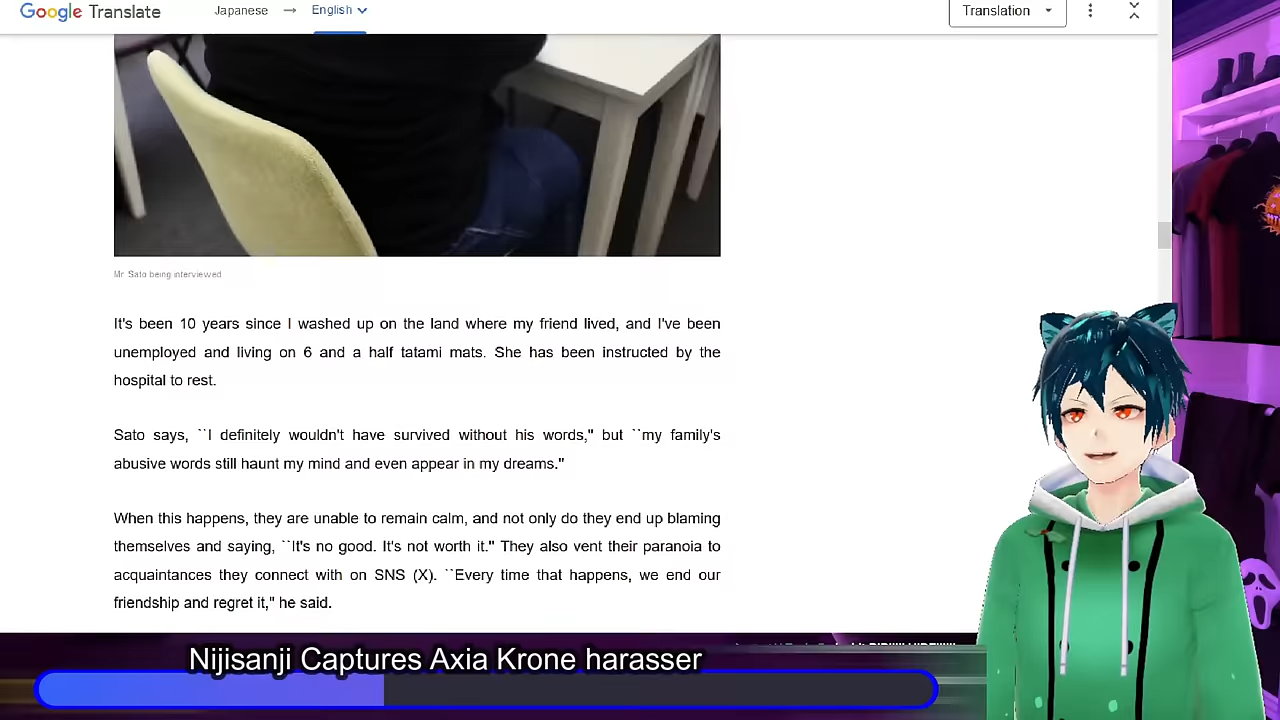 Google Translate
Japanese → English
Translation
Mr. Sato being interviewed
It's been 10 years since I washed up on the land where my friend lived, and I've been
unemployed and living on 6 and a half tatami mats. She has been instructed by the
hospital to rest.
Sato says, ``I definitely wouldn't have survived without his words,'' but ``my family's
abusive words still haunt my mind and even appear in my dreams.''
When this happens, they are unable to remain calm, and not only do they end up blaming
themselves and saying, ``It's no good. It's not worth it.'' They also vent their paranoia to
acquaintances they connect with on SNS (X). ``Every time that happens, we end our
friendship and regret it,'' he said.
Nijisanji Captures Axia Krone harasser